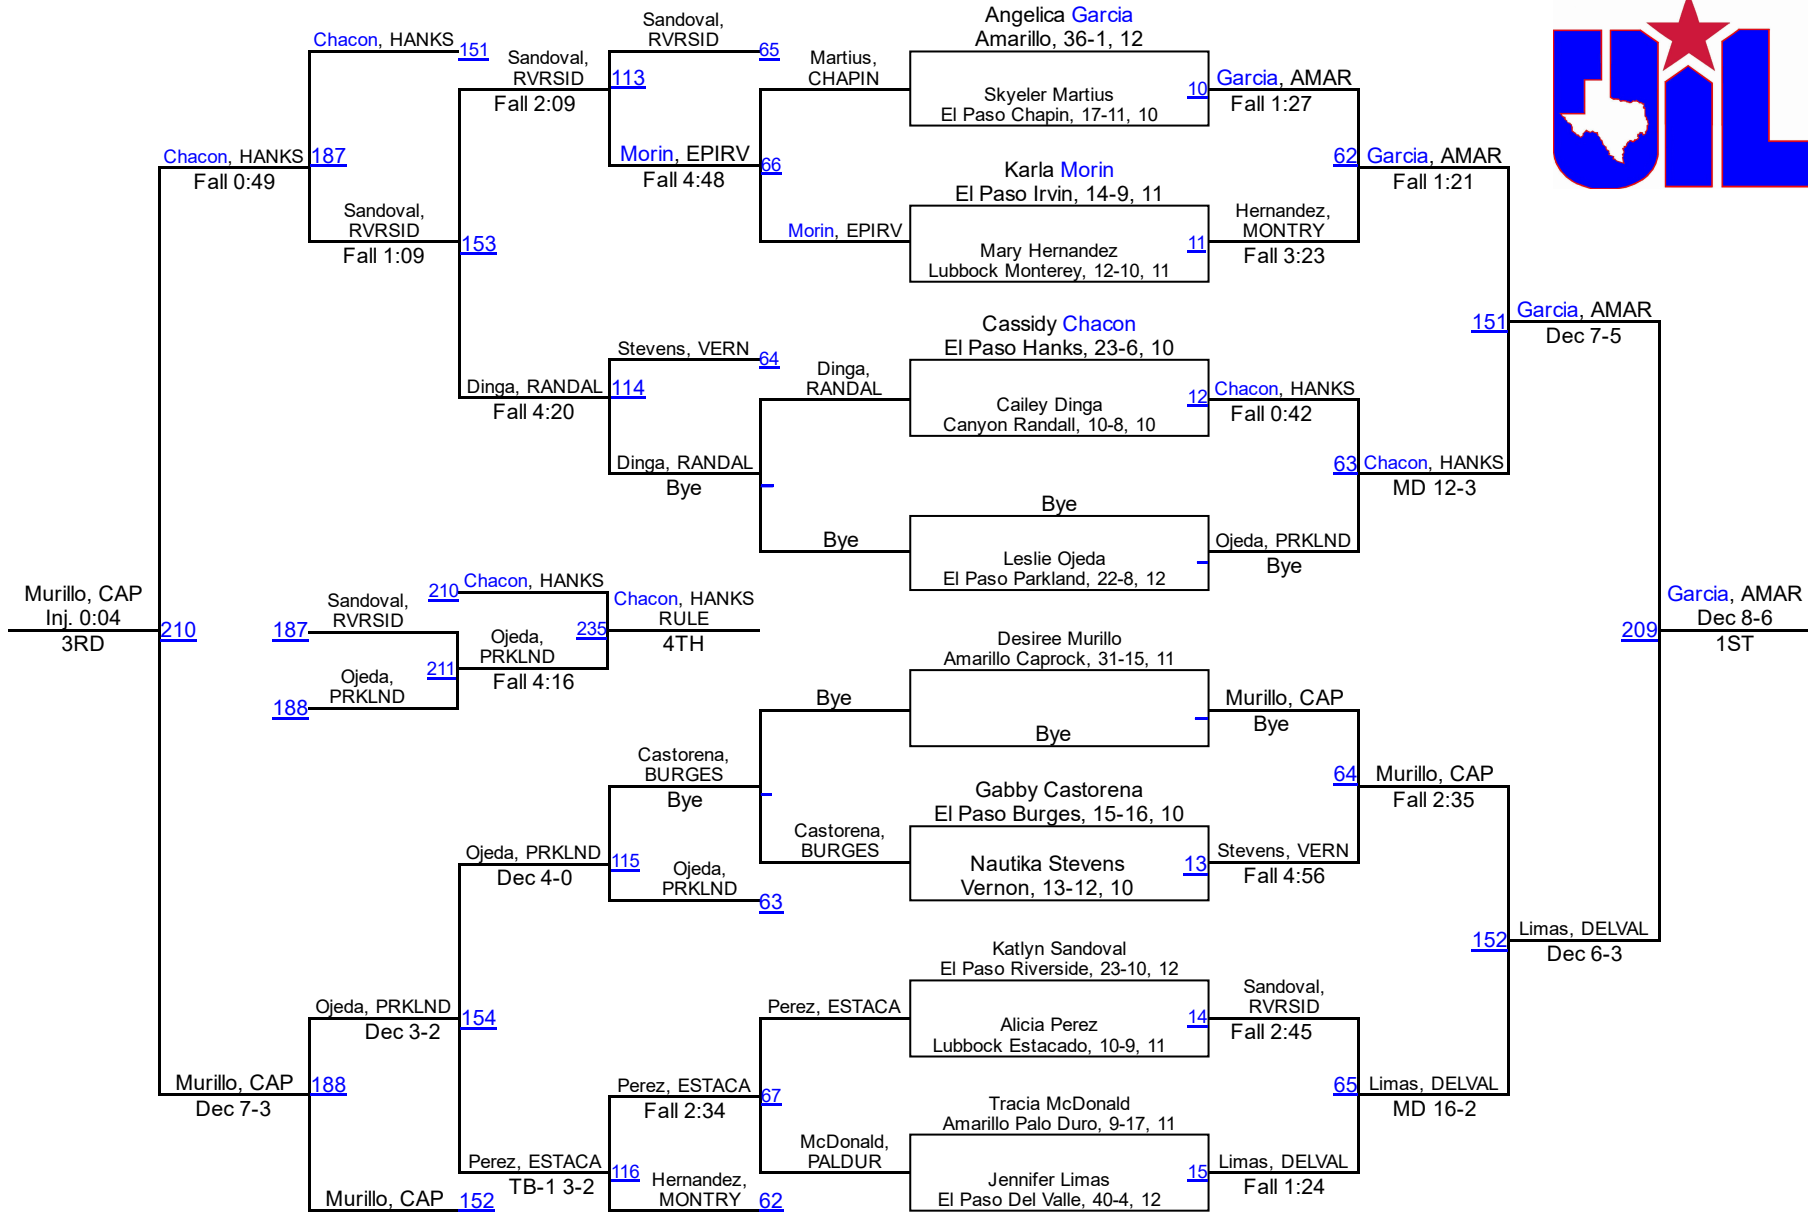 Chacon, HANKS
151
Sandoval,
RVRSID
Fall 2:09
113
Sandoval,
RVRSID
65
Morin, EPIRV
Fall 4:48
66
Martius,
CHAPIN
Morin, EPIRV
Angelica Garcia
Amarillo, 36-1, 12
Skyeler Martius
El Paso Chapin, 17-11, 10
10
Garcia, AMAR
Fall 1:27
Karla Morin
El Paso Irvin, 14-9, 11
Mary Hernandez
Lubbock Monterey, 12-10, 11
11
Hernandez,
MONTRY
Fall 3:23
62
Garcia, AMAR
Fall 1:21
UIL
Chacon, HANKS
Fall 0:49
187
Sandoval,
RVRSID
Fall 1:09
153
Dinga, RANDAL
Fall 4:20
114
Stevens, VERN
64
Dinga, RANDAL
Bye
Dinga,
RANDAL
Bye
Cassidy Chacon
El Paso Hanks, 23-6, 10
Cailey Dinga
Canyon Randall, 10-8, 10
12
Chacon, HANKS
Fall 0:42
Bye
Leslie Ojeda
El Paso Parkland, 22-8, 12
Ojeda, PRKLND
Bye
63
Chacon, HANKS
MD 12-3
151
Garcia, AMAR
Dec 7-5
Murillo, CAP
Inj. 0:04
3RD
210
187
Sandoval,
RVRSID
188
Ojeda,
PRKLND
211
Ojeda,
PRKLND
Fall 4:16
210
Chacon, HANKS
235
Chacon, HANKS
RULE
4TH
209
Garcia, AMAR
Dec 8-6
1ST
Desiree Murillo
Amarillo Caprock, 31-15, 11
Bye
Murillo, CAP
Bye
Gabby Castorena
El Paso Burges, 15-16, 10
Nautika Stevens
Vernon, 13-12, 10
13
Stevens, VERN
Fall 4:56
64
Murillo, CAP
Fall 2:35
Bye
Castorena,
BURGES
Castorena,
BURGES
Bye
115
Ojeda,
PRKLND
63
Ojeda, PRKLND
Dec 4-0
Ojeda, PRKLND
Dec 3-2
154
Murillo, CAP
Dec 7-3
188
Murillo, CAP
152
Perez, ESTACA
TB-1 3-2
116
Perez, ESTACA
Fall 2:34
67
Hernandez,
MONTRY
62
Perez, ESTACA
McDonald,
PALDUR
Katlyn Sandoval
El Paso Riverside, 23-10, 12
Alicia Perez
Lubbock Estacado, 10-9, 11
14
Sandoval,
RVRSID
Fall 2:45
Tracia McDonald
Amarillo Palo Duro, 9-17, 11
Jennifer Limas
El Paso Del Valle, 40-4, 12
15
Limas, DELVAL
Fall 1:24
65
Limas, DELVAL
MD 16-2
152
Limas, DELVAL
Dec 6-3